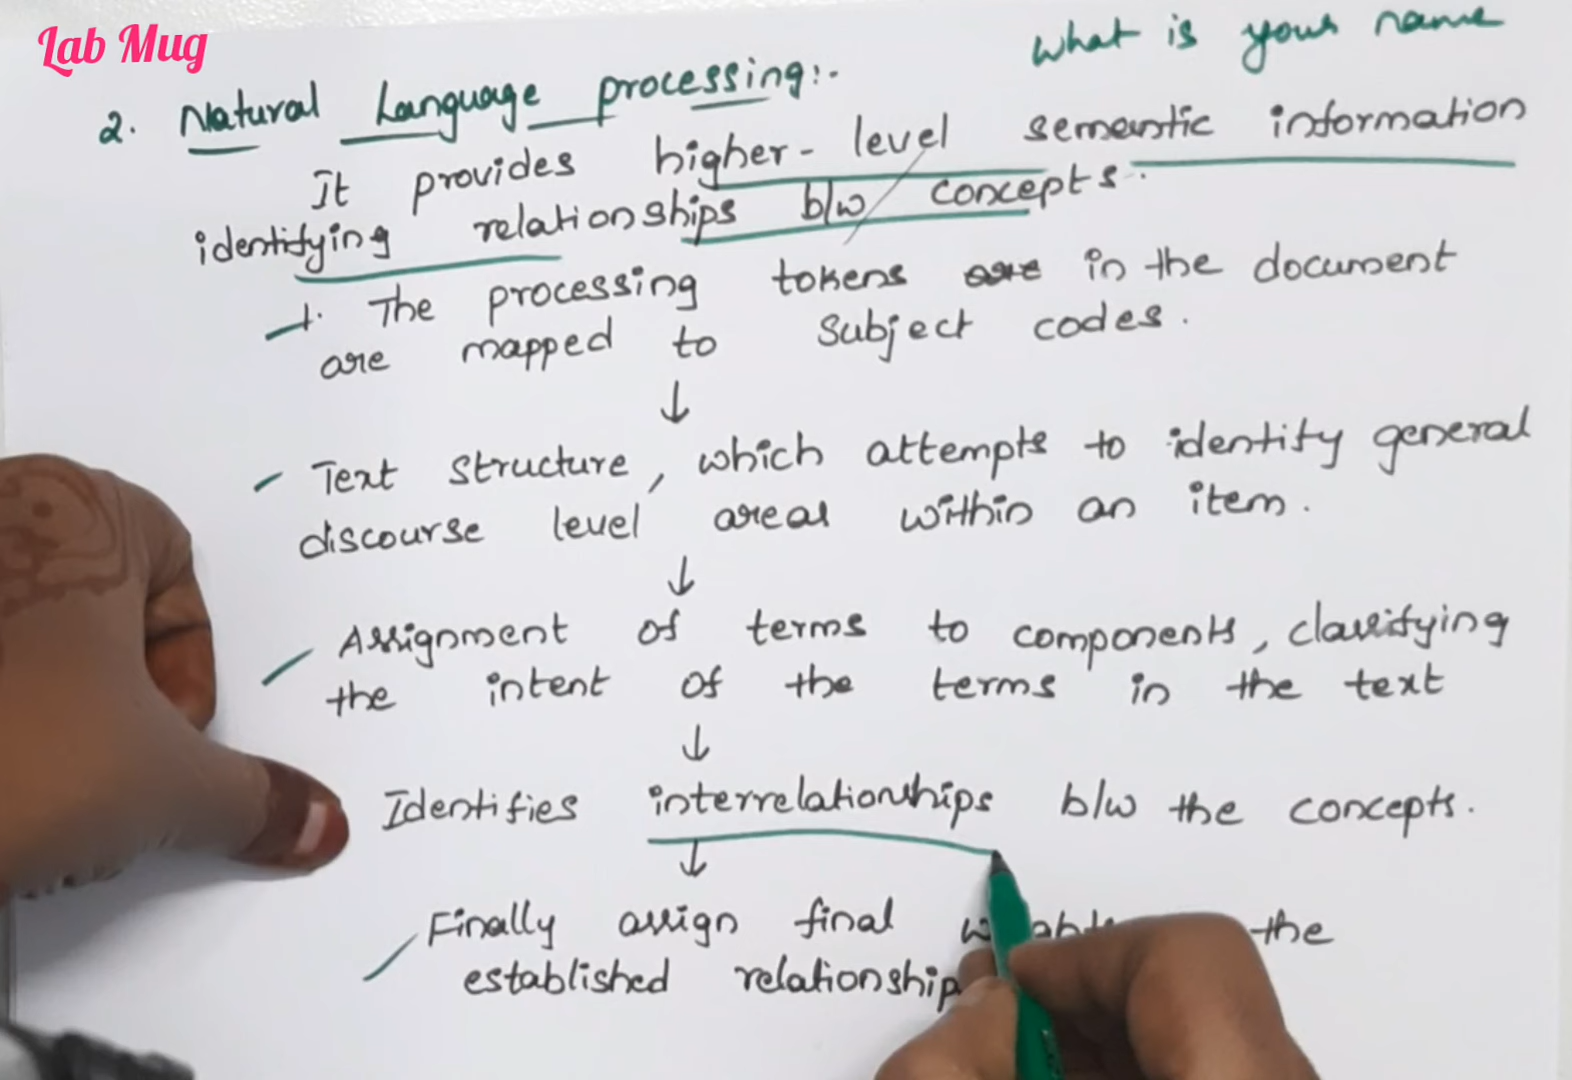 Lab Mug
What is your name
2. Natural Language processing:-
It provides higher-level semantic information
identifying relationships b/w concepts.
1. The processing tokens in the document
are mapped to Subject codes.
↓
Text structure, which attempts to identify general
discourse level areas within an item.
↓
Assignment of terms to components, classifying
the intent of the terms in the text
↓
Identifies interrelationships b/w the concepts.
↓
Finally assign final the
established relationship